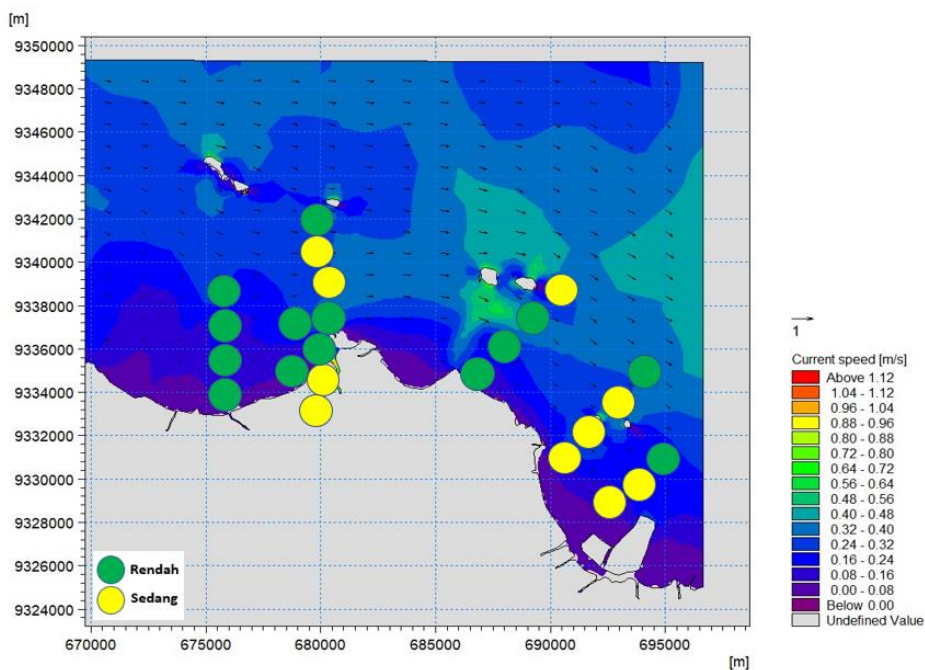 [m]
9350000
9348000
9346000
9344000
9342000
9340000
9338000
9336000
9334000
9332000
9330000
9328000
9326000
9324000
Rendah
Sedang
670000 675000 680000 685000 690000 695000
[m]
1
Current speed [m/s]
Above 1.12
1.04 - 1.12
0.96 - 1.04
0.88 - 0.96
0.80 - 0.88
0.72 - 0.80
0.64 - 0.72
0.56 - 0.64
0.48 - 0.56
0.40 - 0.48
0.32 - 0.40
0.24 - 0.32
0.16 - 0.24
0.08 - 0.16
0.00 - 0.08
Below 0.00
Undefined Value